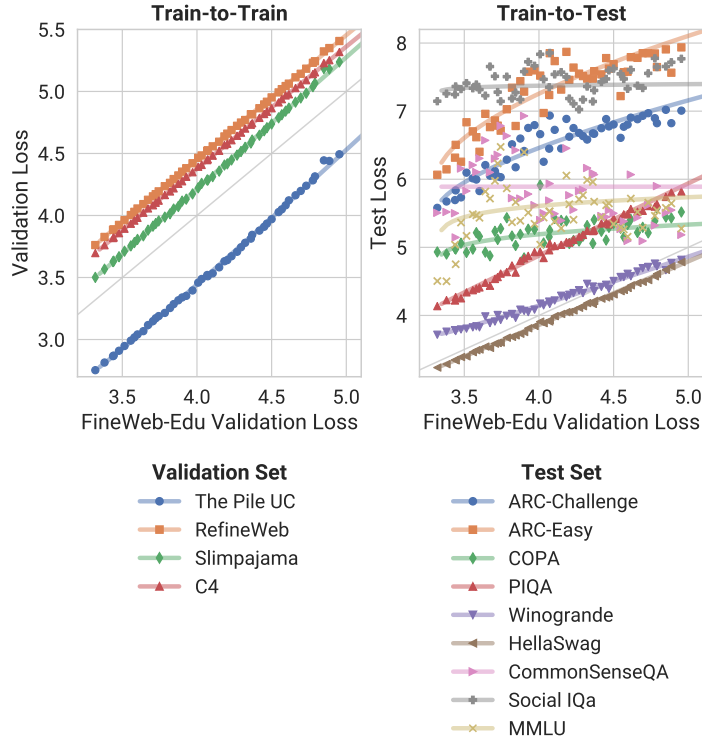 Train-to-Train
Validation Loss
5.5
5.0
4.5
4.0
3.5
3.0
3.5 4.0 4.5 5.0
FineWeb-Edu Validation Loss
Train-to-Test
Test Loss
8
7
6
5
4
3.5 4.0 4.5 5.0
FineWeb-Edu Validation Loss
Validation Set
The Pile UC
RefineWeb
Slimpajama
C4
Test Set
ARC-Challenge
ARC-Easy
COPA
PIQA
Winogrande
HellaSwag
CommonSenseQA
Social IQa
MMLU